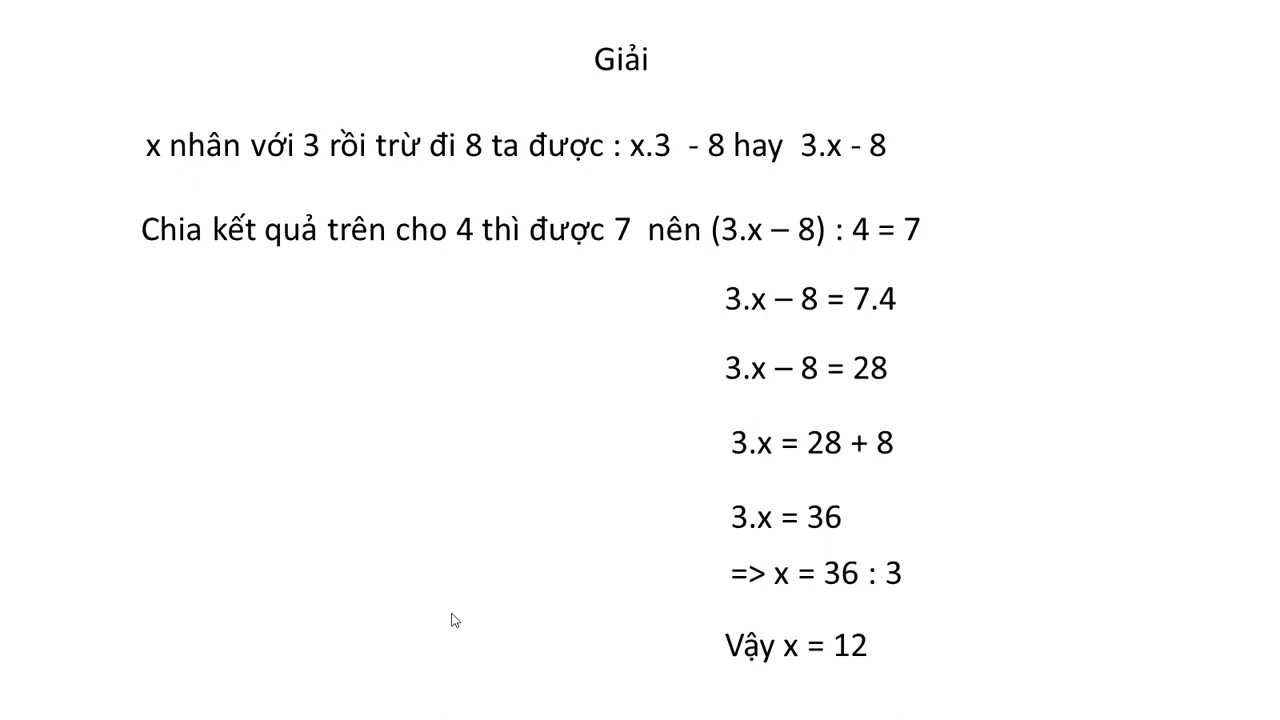 Giải
x nhân với 3 rồi trừ đi 8 ta được : x.3  - 8 hay  3.x - 8
Chia kết quả trên cho 4 thì được 7  nên (3.x – 8) : 4 = 7
3.x – 8 = 7.4
3.x – 8 = 28
3.x = 28 + 8
3.x = 36
=> x = 36 : 3
Vậy x = 12